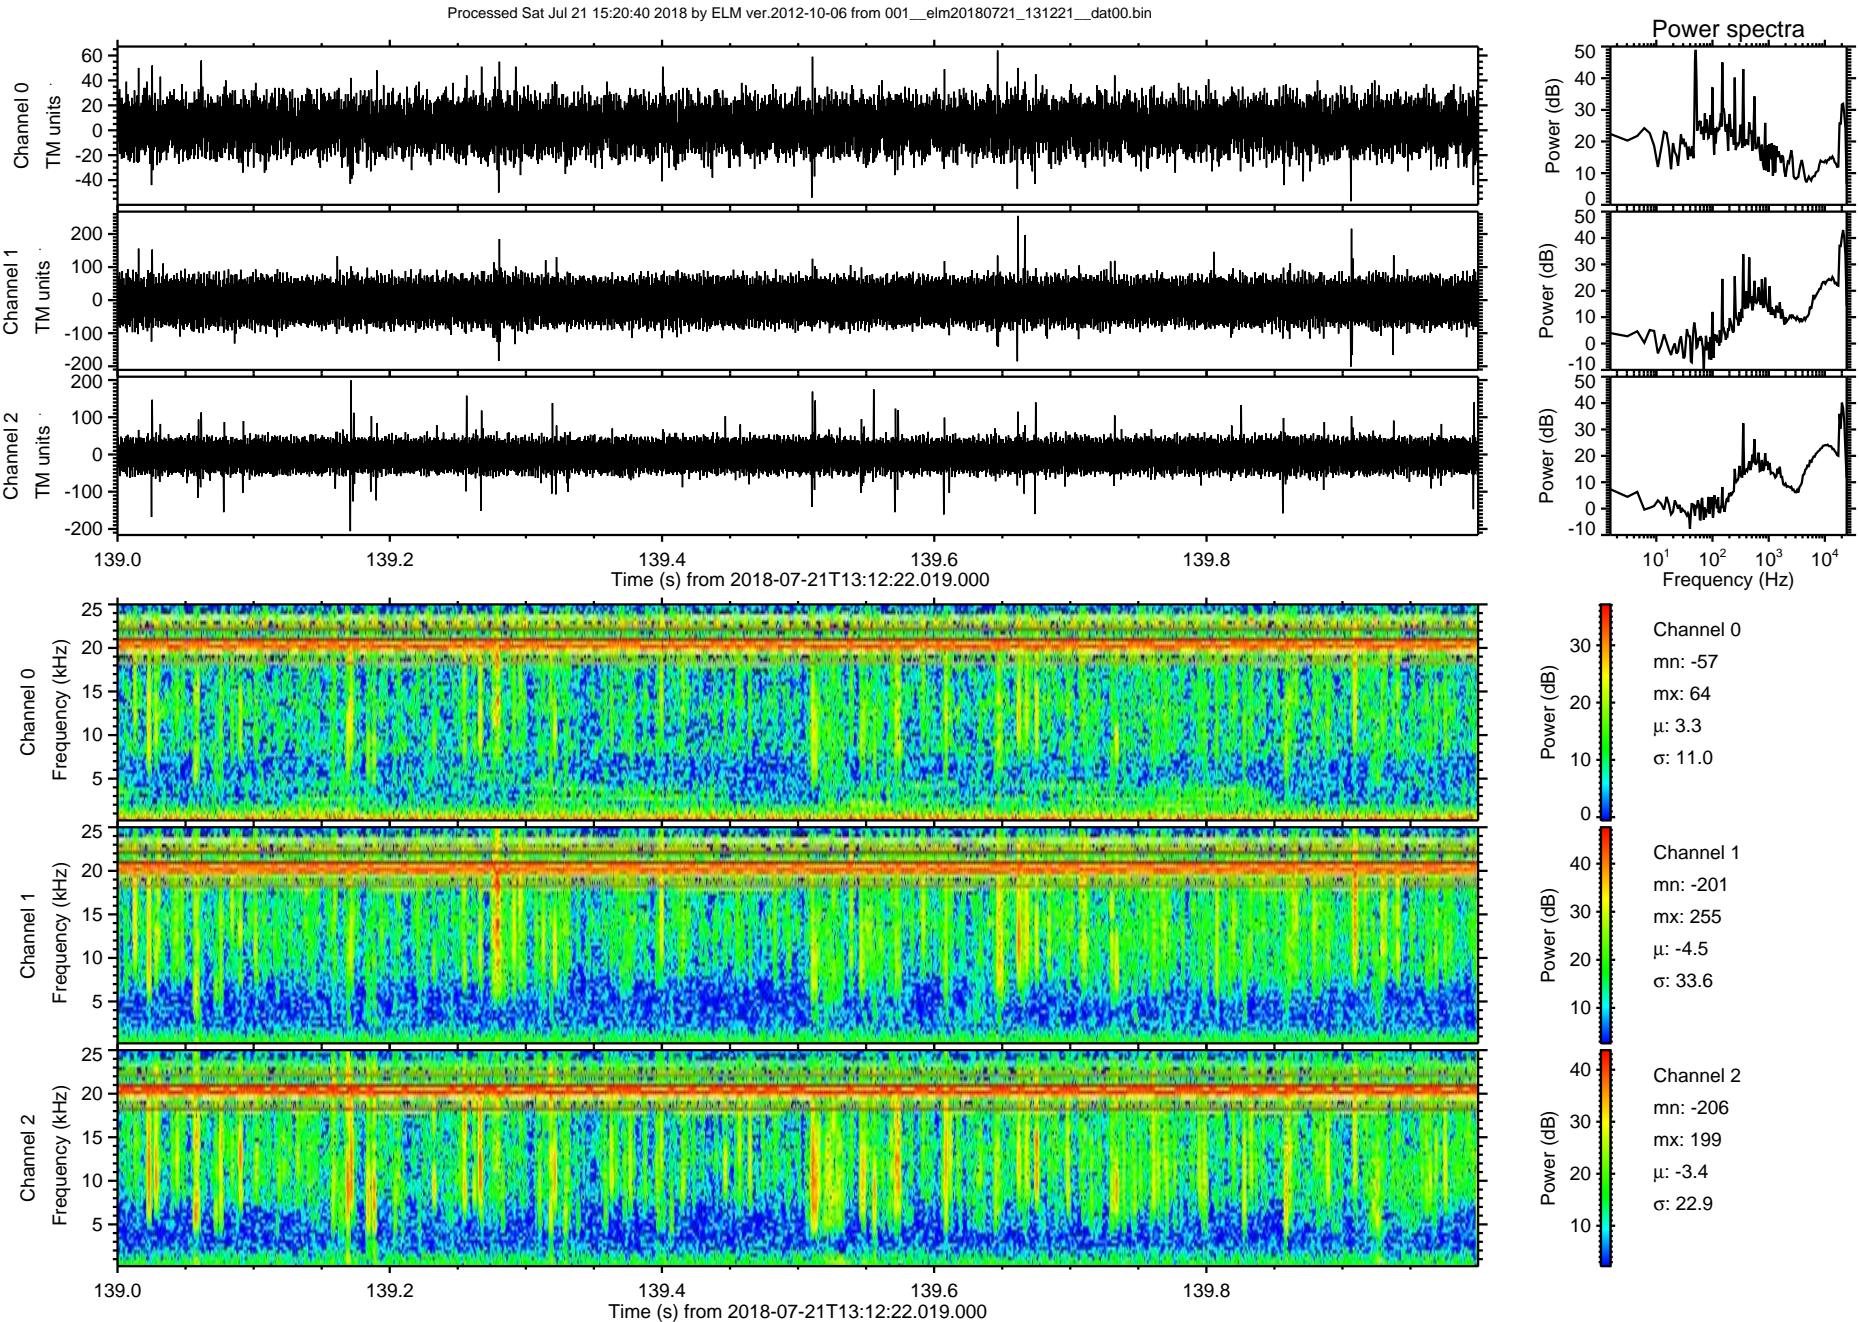 Processed Sat Jul 21 15:20:40 2018 by ELM ver.2012-10-06 from 001__elm20180721_131221__dat00.bin
Power spectra
Channel 0
TM units
60
40
20
0
-20
-40
Power (dB)
50
40
30
20
10
0
Channel 1
TM units
200
100
0
-100
-200
Power (dB)
50
40
30
20
10
0
-10
Channel 2
TM units
200
100
0
-100
-200
Power (dB)
50
40
30
20
10
0
-10
139.0 139.2 139.4 139.6 139.8
Time (s) from 2018-07-21T13:12:22.019.000
10^1 10^2 10^3 10^4
Frequency (Hz)
Channel 0
Frequency (kHz)
25
20
15
10
5
Power (dB)
30
20
10
0
Channel 0
mn: -57
mx: 64
μ: 3.3
σ: 11.0
Channel 1
Frequency (kHz)
25
20
15
10
5
Power (dB)
40
30
20
10
Channel 1
mn: -201
mx: 255
μ: -4.5
σ: 33.6
Channel 2
Frequency (kHz)
25
20
15
10
5
Power (dB)
40
30
20
10
Channel 2
mn: -206
mx: 199
μ: -3.4
σ: 22.9
139.0 139.2 139.4 139.6 139.8
Time (s) from 2018-07-21T13:12:22.019.000